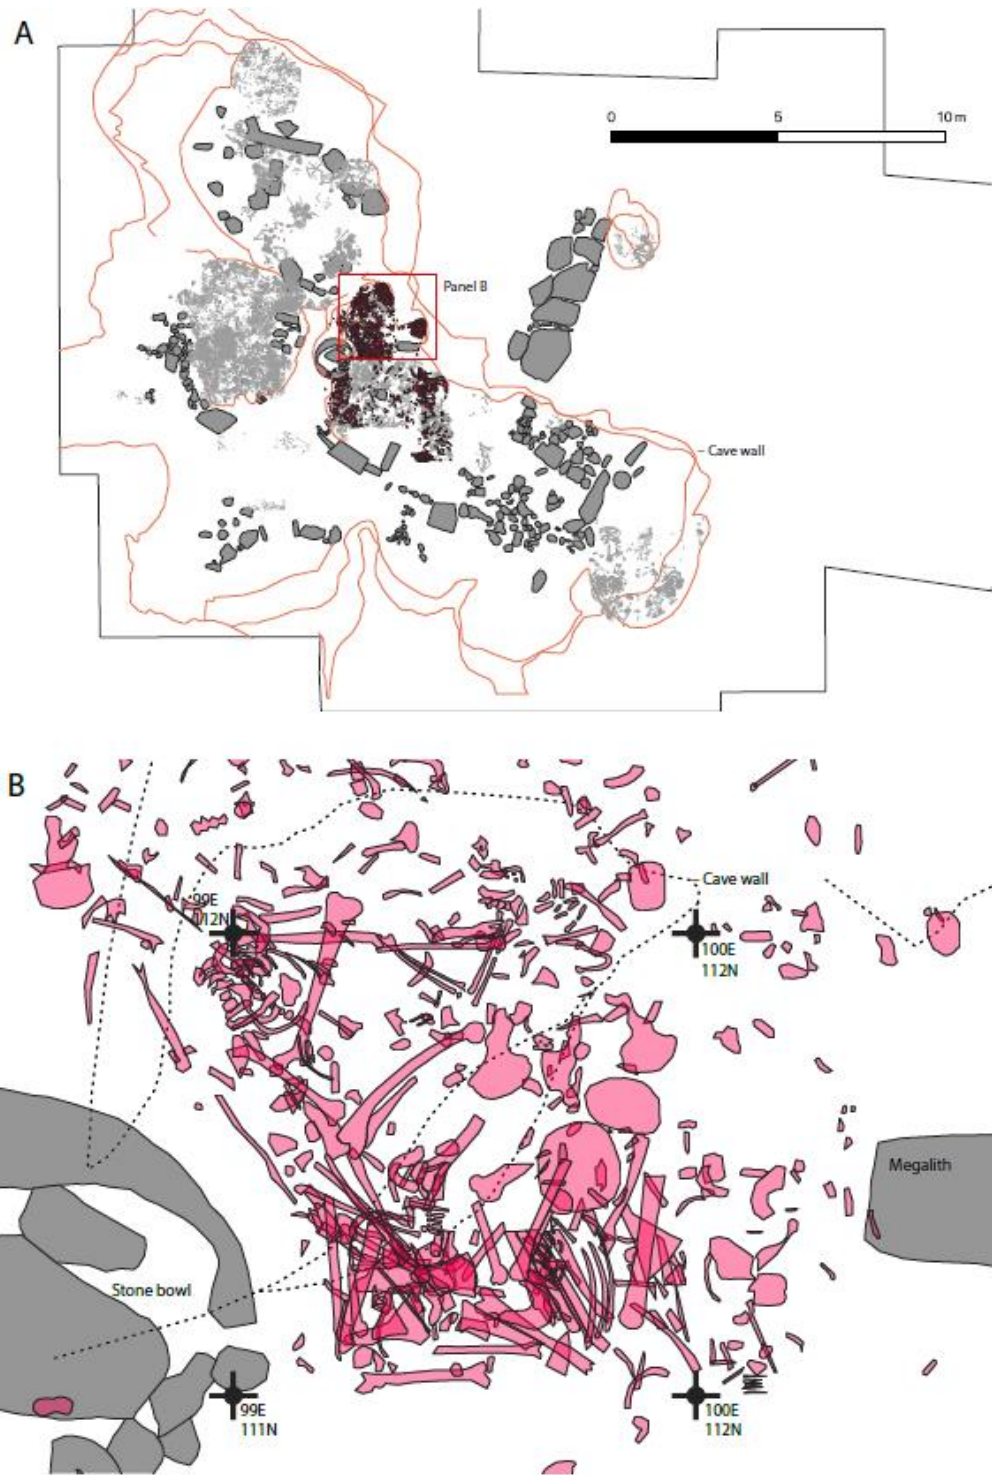 A
0 5 10 m
Panel B
Cave wall
B
99E
112N
Cave wall
100E
112N
Megalith
Stone bowl
99E
111N
100E
112N